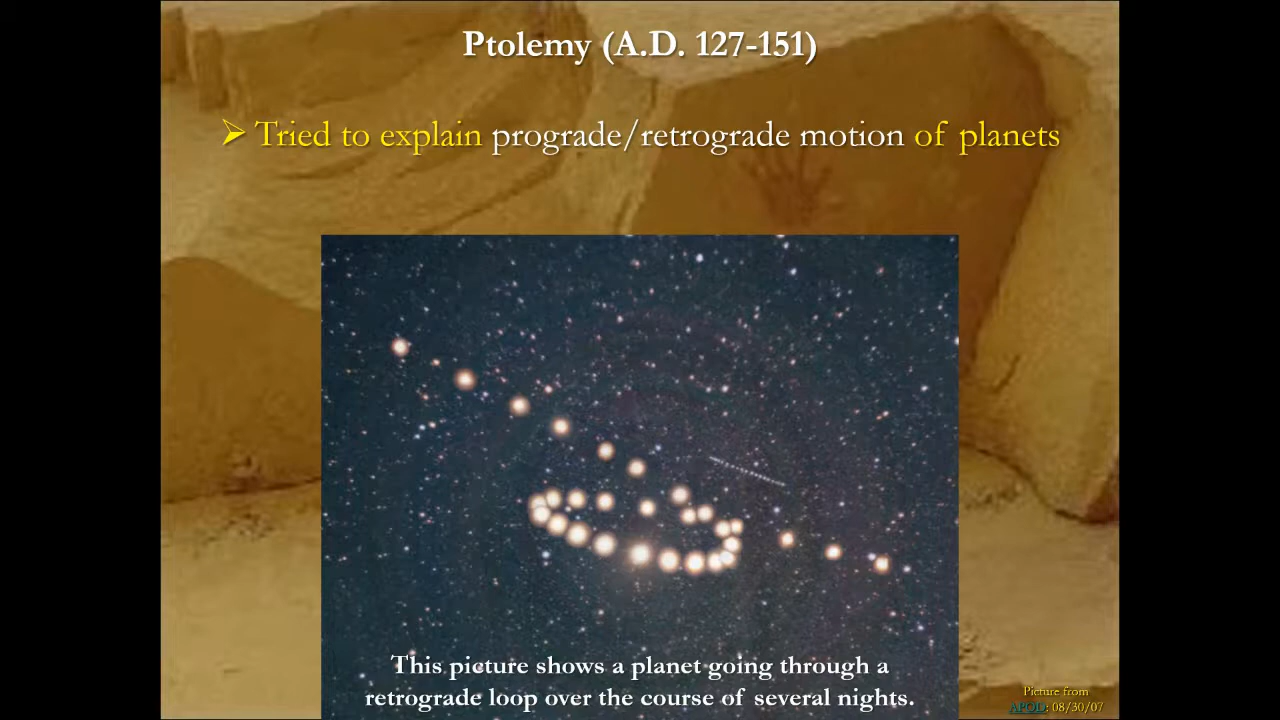 Ptolemy (A.D. 127-151)
➢ Tried to explain prograde/retrograde motion of planets
This picture shows a planet going through a
retrograde loop over the course of several nights.
Picture from
APOD: 08/30/07